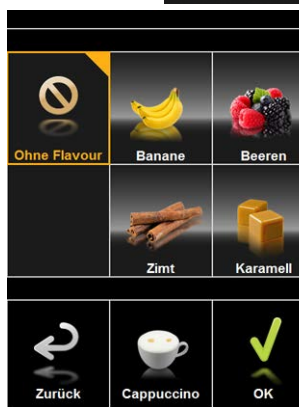 Ohne Flavour
Banane
Beeren
Zimt
Karamell
Zurück
Cappuccino
OK